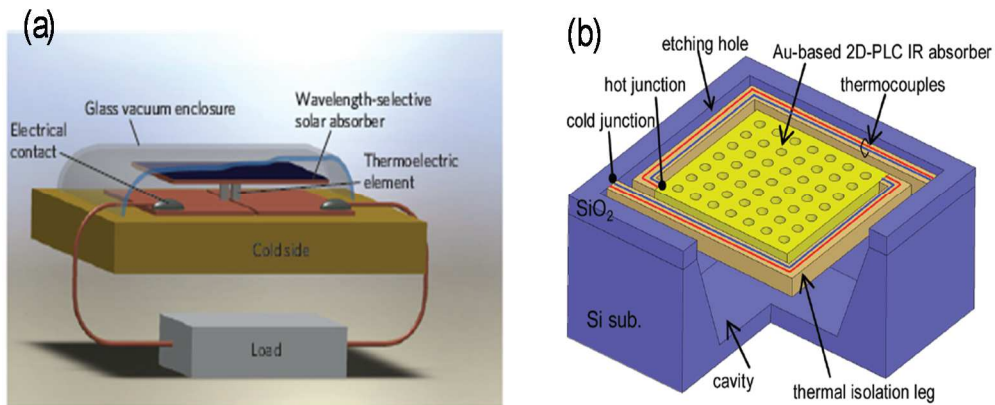 (a)
Glass vacuum enclosure
Wavelength-selective
solar absorber
Electrical
contact
Thermoelectric
element
Cold side
Load
(b)
etching hole
Au-based 2D-PLC IR absorber
hot junction
thermocouples
cold junction
SiO2
Si sub.
cavity
thermal isolation leg